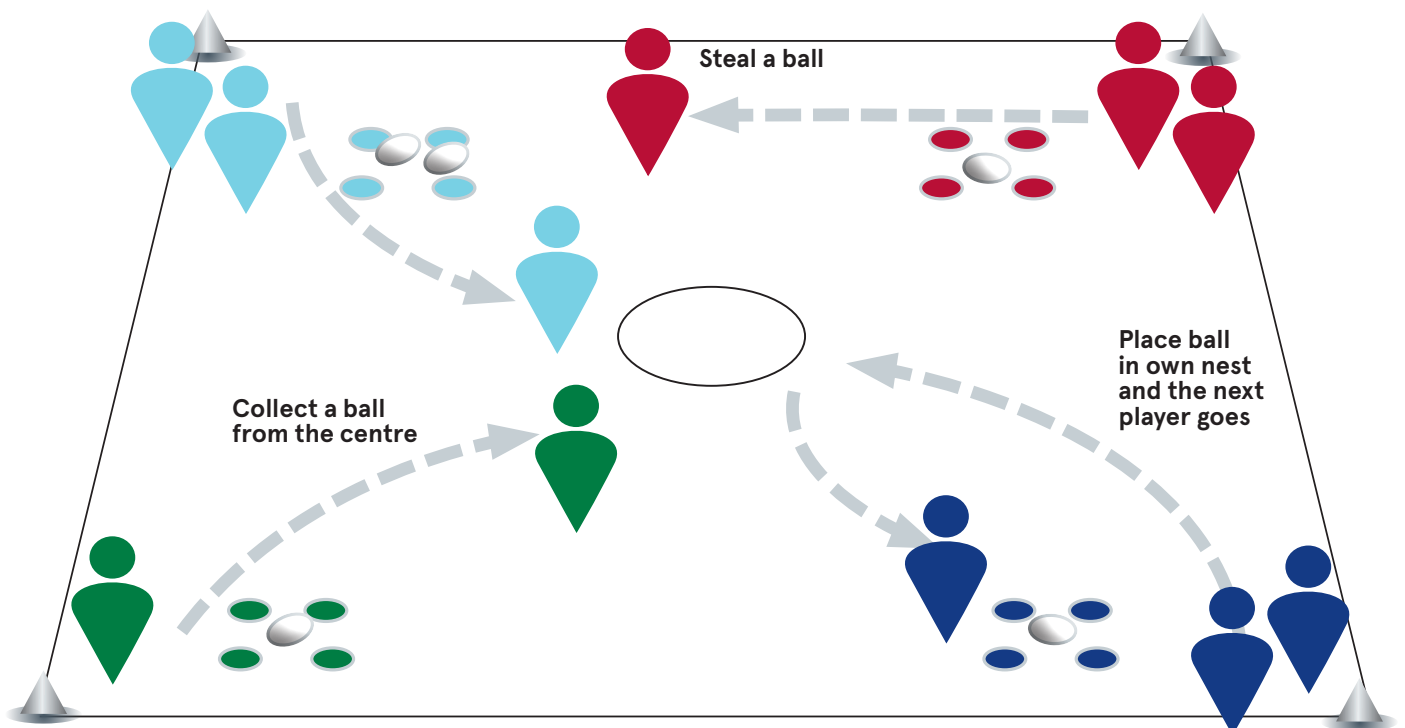 Steal a ball
Place ball
in own nest
and the next
player goes
Collect a ball
from the centre